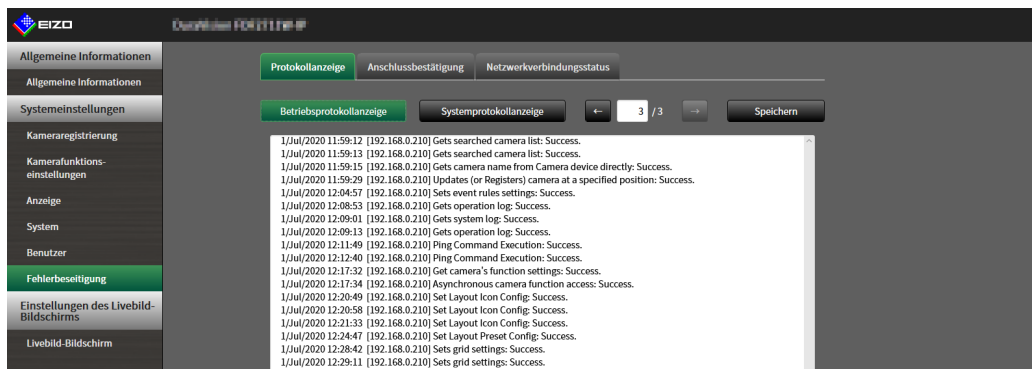 EIZO
Allgemeine Informationen
Allgemeine Informationen
Systemeinstellungen
Kameraregistrierung
Kamerafunktions-
einstellungen
Anzeige
System
Benutzer
Fehlerbeseitigung
Einstellungen des Livebild-
Bildschirms
Livebild-Bildschirm
Protokollanzeige Anschlussbestätigung Netzwerkverbindungsstatus
Betriebsprotokollanzeige Systemprotokollanzeige ← 3 /3 → Speichern
1/Jul/2020 11:59:12 [192.168.0.210] Gets searched camera list: Success.
1/Jul/2020 11:59:13 [192.168.0.210] Gets searched camera list: Success.
1/Jul/2020 11:59:15 [192.168.0.210] Gets camera name from Camera device directly: Success.
1/Jul/2020 11:59:29 [192.168.0.210] Updates (or Registers) camera at a specified position: Success.
1/Jul/2020 12:04:57 [192.168.0.210] Sets event rules settings: Success.
1/Jul/2020 12:08:53 [192.168.0.210] Gets operation log: Success.
1/Jul/2020 12:09:01 [192.168.0.210] Gets system log: Success.
1/Jul/2020 12:09:13 [192.168.0.210] Gets operation log: Success.
1/Jul/2020 12:11:49 [192.168.0.210] Ping Command Execution: Success.
1/Jul/2020 12:12:40 [192.168.0.210] Ping Command Execution: Success.
1/Jul/2020 12:17:32 [192.168.0.210] Get camera's function settings: Success.
1/Jul/2020 12:17:34 [192.168.0.210] Asynchronous camera function access: Success.
1/Jul/2020 12:20:49 [192.168.0.210] Set Layout Icon Config: Success.
1/Jul/2020 12:20:58 [192.168.0.210] Set Layout Icon Config: Success.
1/Jul/2020 12:21:33 [192.168.0.210] Set Layout Icon Config: Success.
1/Jul/2020 12:24:47 [192.168.0.210] Set Layout Preset Config: Success.
1/Jul/2020 12:28:42 [192.168.0.210] Sets grid settings: Success.
1/Jul/2020 12:29:11 [192.168.0.210] Sets grid settings: Success.